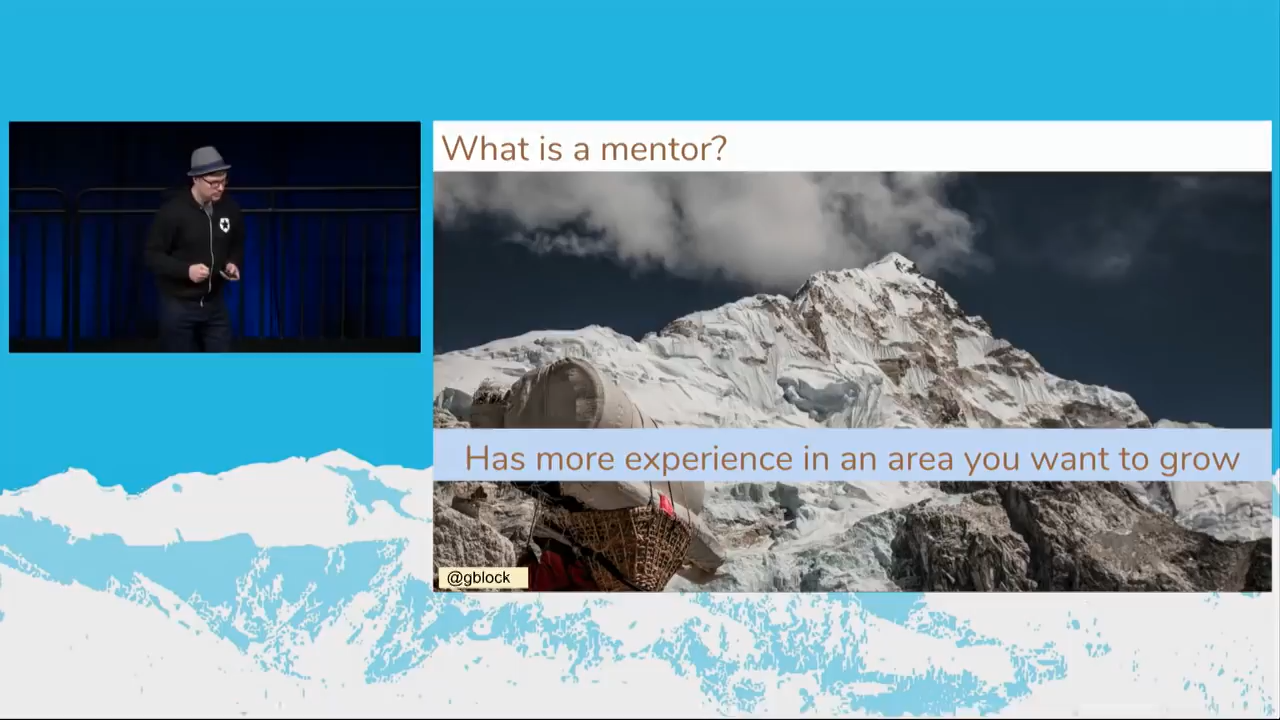 What is a mentor?
Has more experience in an area you want to grow
@gblock